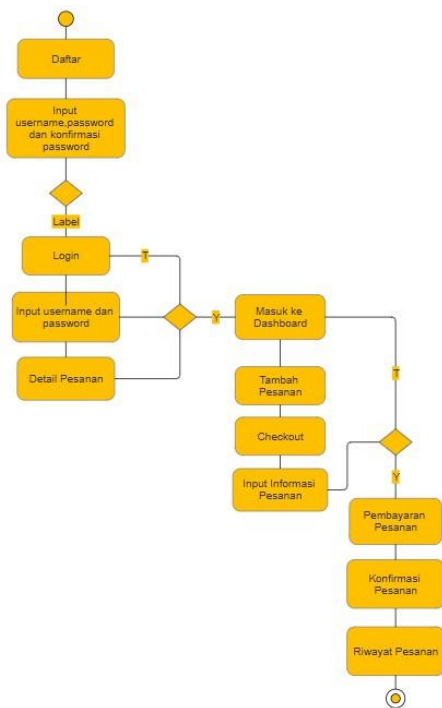 Daftar
Input
username,password
dan konfirmasi
password
Label
Login
T
Input username dan
password
Y
Masuk ke
Dashboard
Detail Pesanan
Tambah
Pesanan
T
Checkout
Input Informasi
Pesanan
Y
Pembayaran
Pesanan
Konfirmasi
Pesanan
Riwayat Pesanan